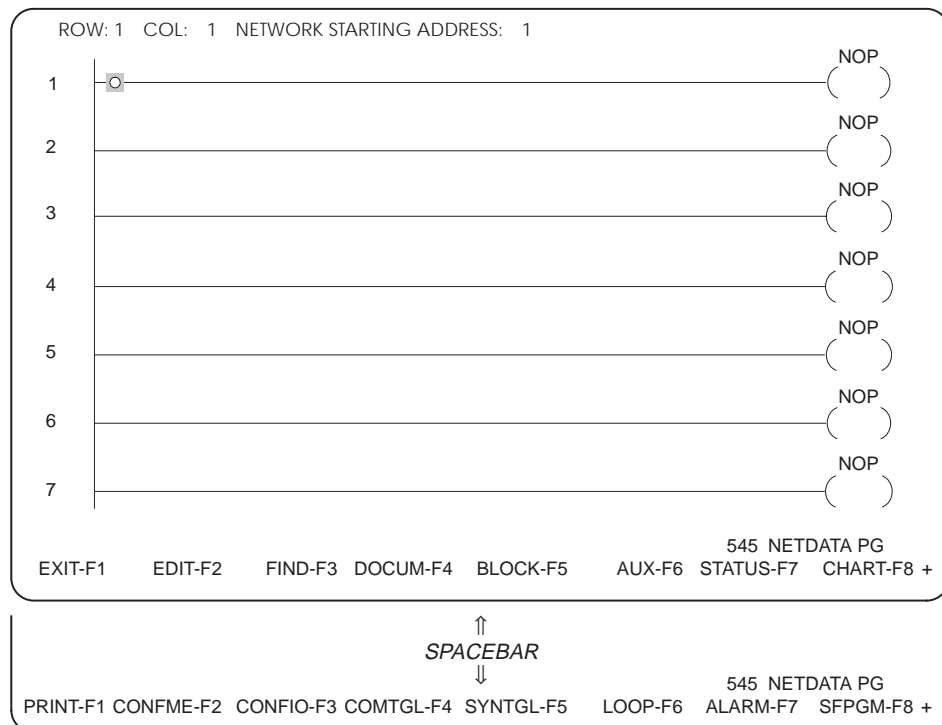 ROW: 1 COL: 1 NETWORK STARTING ADDRESS: 1
NOP
1
NOP
2
NOP
3
NOP
4
NOP
5
NOP
6
NOP
7
545 NETDATA PG
EXIT-F1 EDIT-F2 FIND-F3 DOCUM-F4 BLOCK-F5 AUX-F6 STATUS-F7 CHART-F8 +
⇑
SPACEBAR
⇓
545 NETDATA PG
PRINT-F1 CONFME-F2 CONFIO-F3 COMTGL-F4 SYNTGL-F5 LOOP-F6 ALARM-F7 SFPGM-F8 +